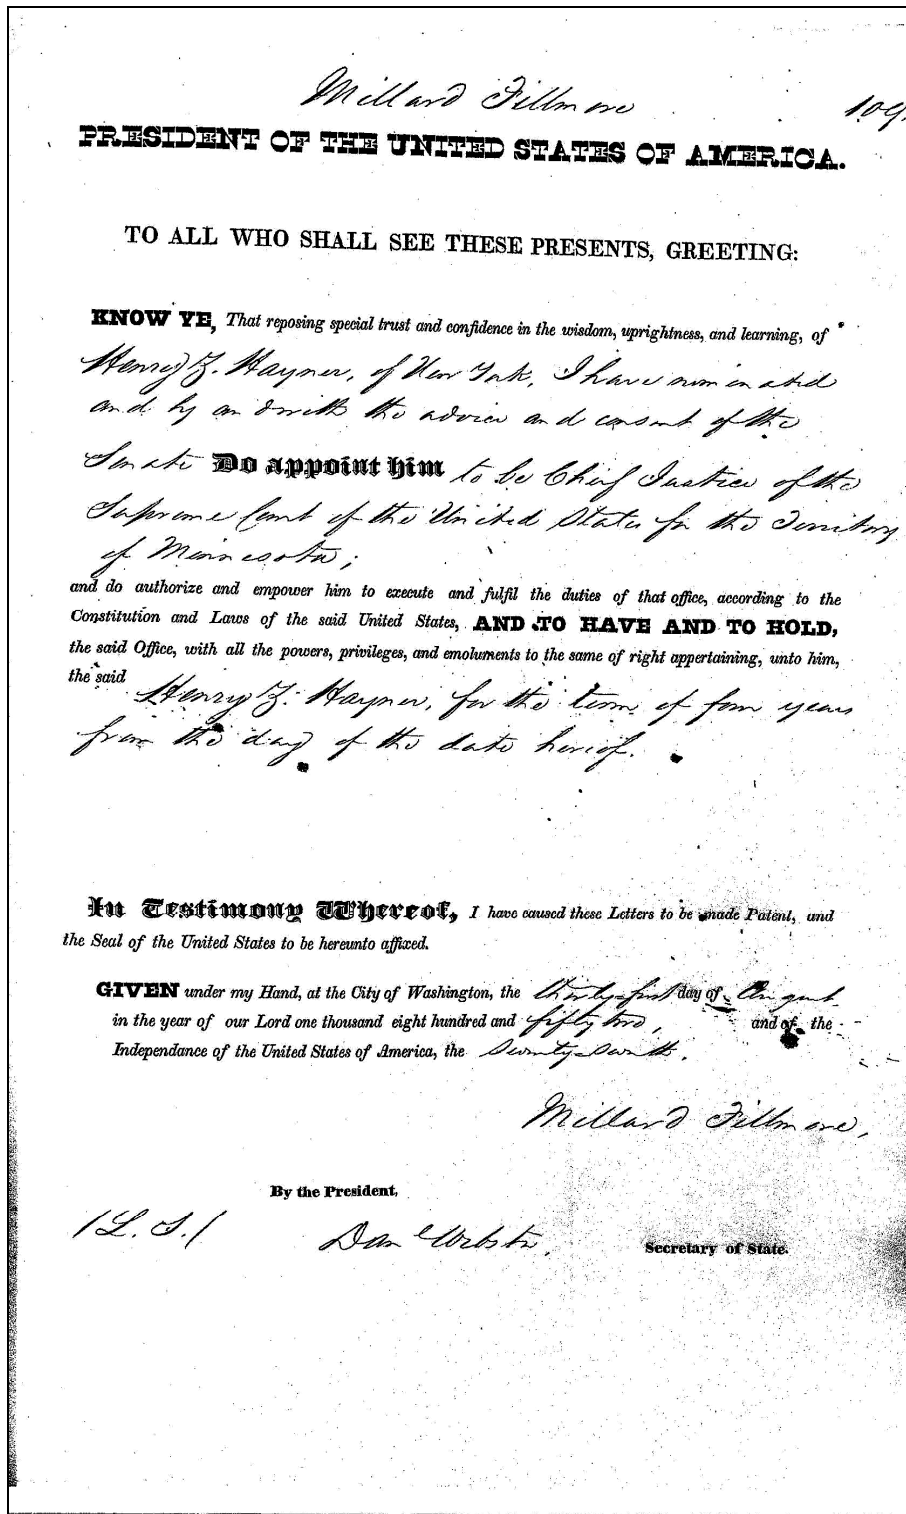 Millard Fillmore 109.
PRESIDENT OF THE UNITED STATES OF AMERICA.
TO ALL WHO SHALL SEE THESE PRESENTS, GREETING:
KNOW YE, That reposing special trust and confidence in the wisdom, uprightness, and learning, of
Henry Z. Hayner, of New York, I have nominated
and by and with the advice and consent of the
Senate Do appoint him to be Chief Justice of the
Supreme Court of the United States for the Territory
of Minnesota;
and do authorize and empower him to execute and fulfil the duties of that office, according to the
Constitution and Laws of the said United States, AND TO HAVE AND TO HOLD,
the said Office, with all the powers, privileges, and emoluments to the same of right appertaining, unto him,
the said Henry Z. Hayner, for the term of four years
from the day of the date hereof.
In Testimony Whereof, I have caused these Letters to be made Patent, and
the Seal of the United States to be hereunto affixed.
GIVEN under my Hand, at the City of Washington, the thirty-first day of August
in the year of our Lord one thousand eight hundred and fifty two, and of the
Independance of the United States of America, the Seventy-Seventh.
Millard Fillmore,
By the President,
(L. S.) Danl Webster, Secretary of State.